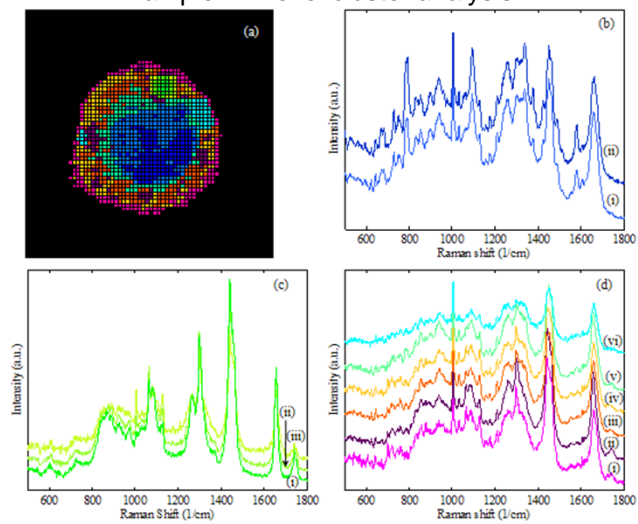 (a)
(b)
Intensity (a.u.)
(ii)
(i)
600 800 1000 1200 1400 1600 1800
Raman shift (1/cm)
(c)
Intensity (a.u.)
(ii)
(iii)
(i)
600 800 1000 1200 1400 1600 1800
Raman Shift (1/cm)
(d)
Intensity (a.u.)
(vi)
(v)
(iv)
(iii)
(ii)
(i)
600 800 1000 1200 1400 1600 1800
Raman shift (1/cm)